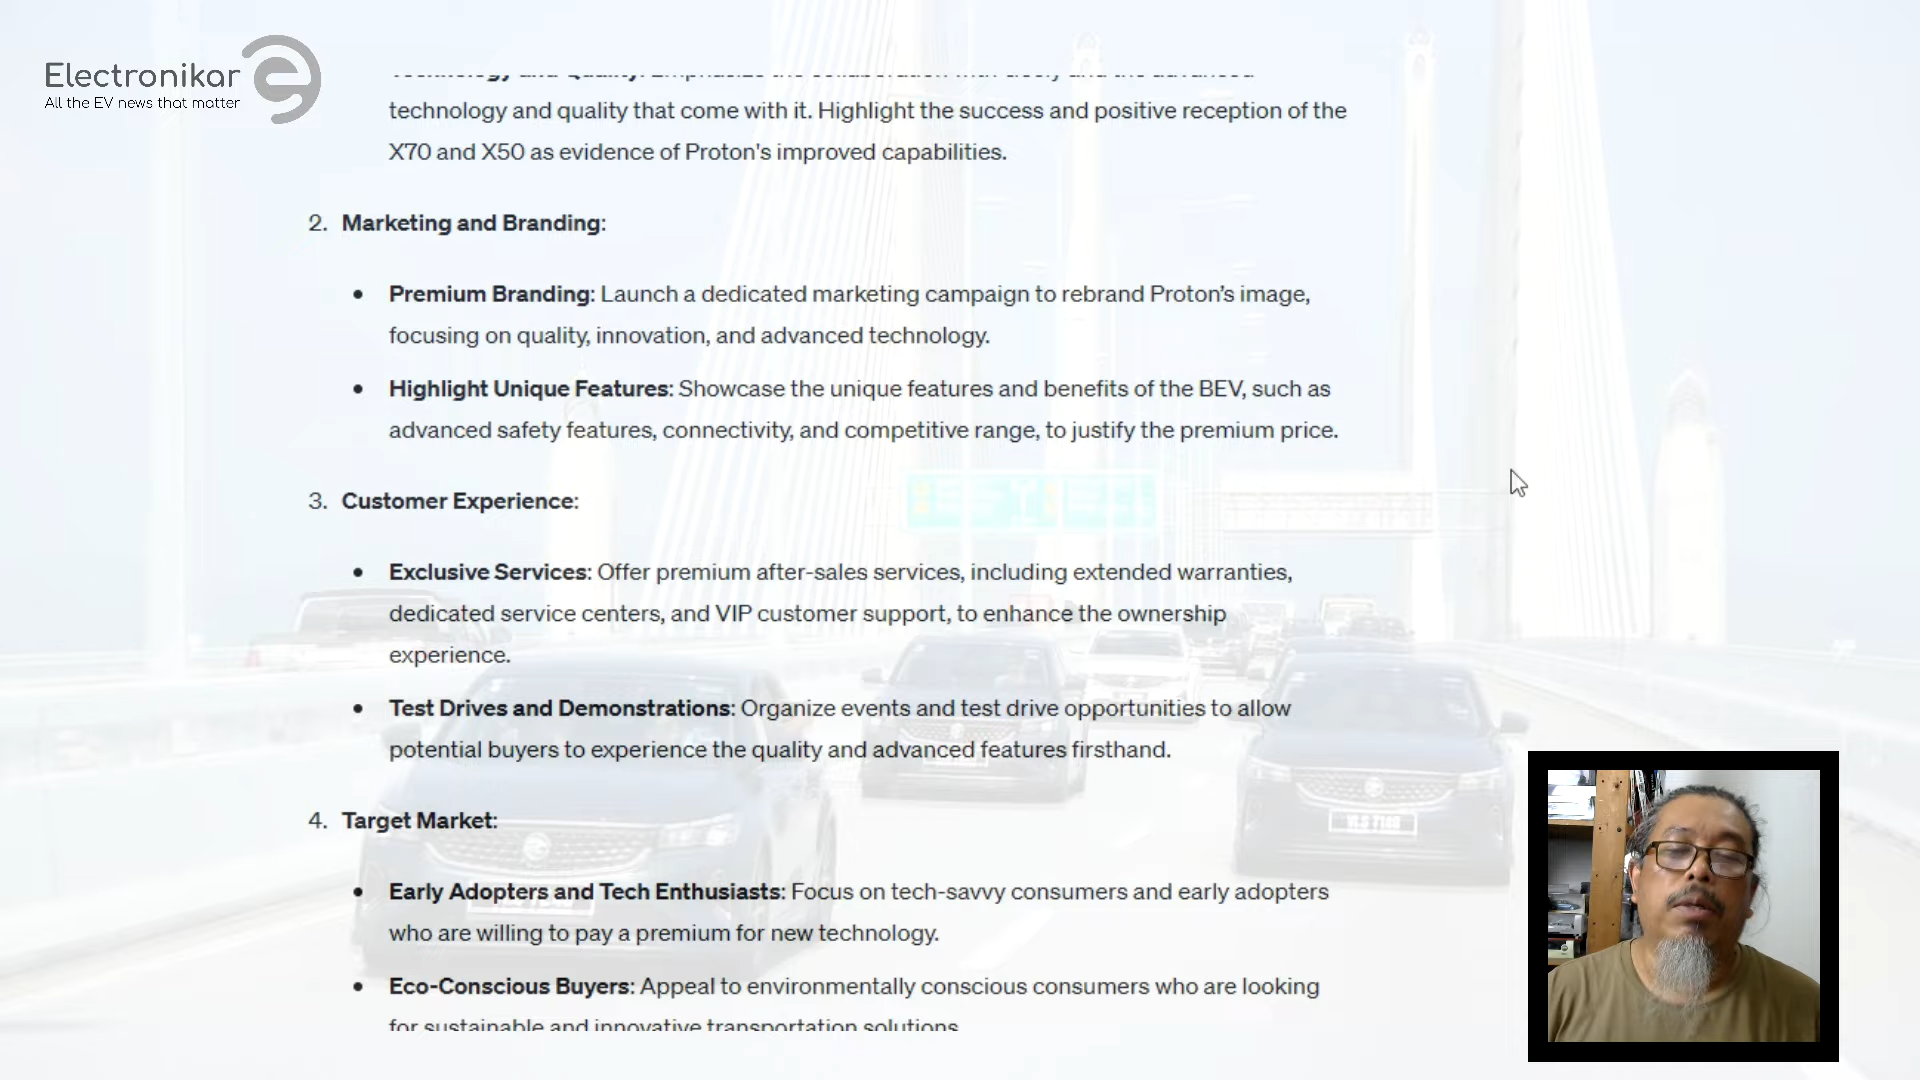 Electronikar
All the EV news that matter
technology and quality that come with it. Highlight the success and positive reception of the
X70 and X50 as evidence of Proton's improved capabilities.
2. Marketing and Branding:
• Premium Branding: Launch a dedicated marketing campaign to rebrand Proton’s image,
focusing on quality, innovation, and advanced technology.
• Highlight Unique Features: Showcase the unique features and benefits of the BEV, such as
advanced safety features, connectivity, and competitive range, to justify the premium price.
3. Customer Experience:
• Exclusive Services: Offer premium after-sales services, including extended warranties,
dedicated service centers, and VIP customer support, to enhance the ownership
experience.
• Test Drives and Demonstrations: Organize events and test drive opportunities to allow
potential buyers to experience the quality and advanced features firsthand.
4. Target Market:
• Early Adopters and Tech Enthusiasts: Focus on tech-savvy consumers and early adopters
who are willing to pay a premium for new technology.
• Eco-Conscious Buyers: Appeal to environmentally conscious consumers who are looking
for sustainable and innovative transportation solutions